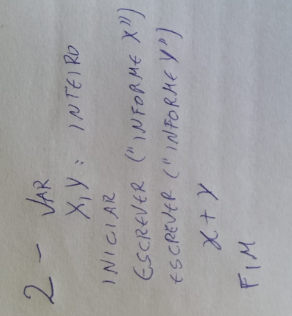 2 - VAR
X,Y: INTEIRO
INICIAR
ESCREVER ("INFORME X")
ESCREVER ("INFORME Y")
X + Y
FIM